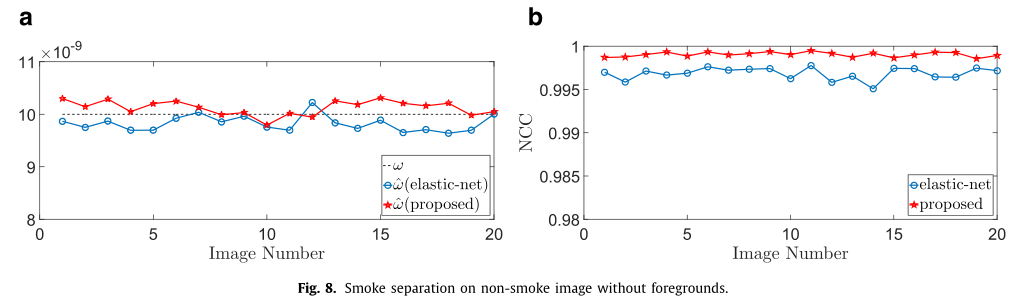 a
×10⁻⁹
11
10
9
8
0 5 10 15 20
Image Number
ω
ω̂(elastic-net)
ω̂(proposed)
b
1
0.995
0.99
0.985
0.98
NCC
0 5 10 15 20
Image Number
elastic-net
proposed
Fig. 8. Smoke separation on non-smoke image without foregrounds.